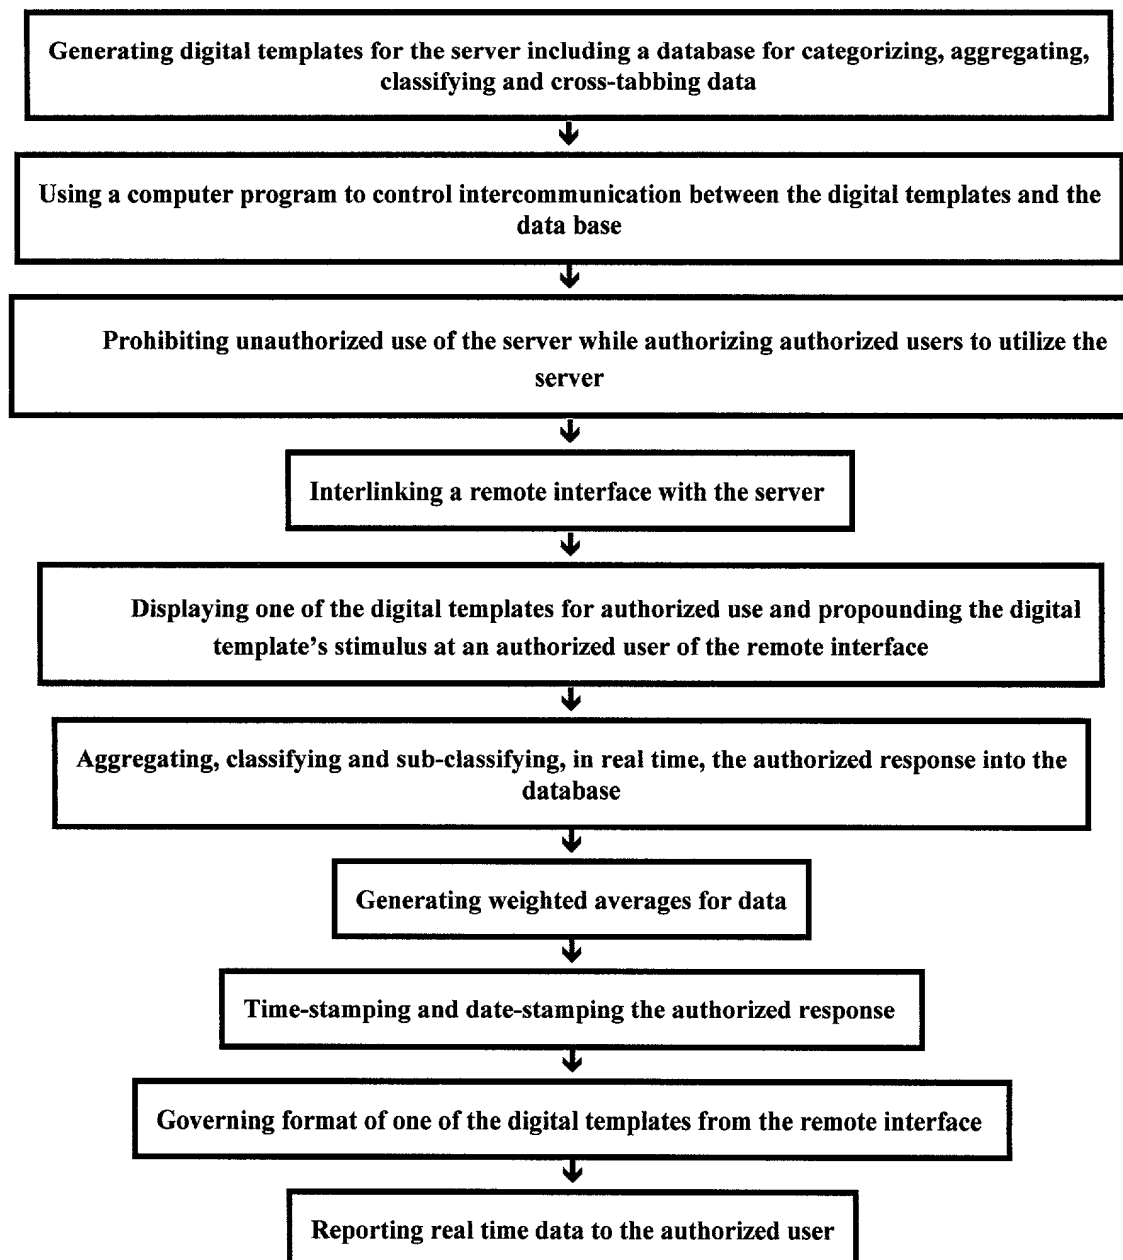 Generating digital templates for the server including a database for categorizing, aggregating,
classifying and cross-tabbing data
Using a computer program to control intercommunication between the digital templates and the
data base
Prohibiting unauthorized use of the server while authorizing authorized users to utilize the
server
Interlinking a remote interface with the server
Displaying one of the digital templates for authorized use and propounding the digital
template's stimulus at an authorized user of the remote interface
Aggregating, classifying and sub-classifying, in real time, the authorized response into the
database
Generating weighted averages for data
Time-stamping and date-stamping the authorized response
Governing format of one of the digital templates from the remote interface
Reporting real time data to the authorized user